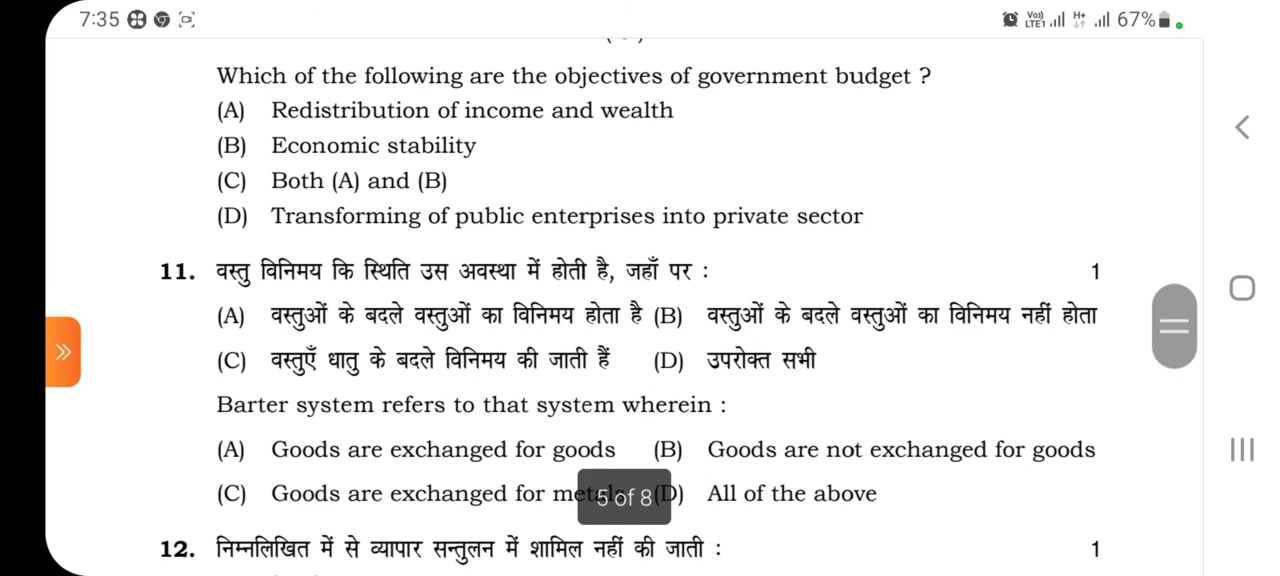 7:35 Vo) LTE1 H+ 67%
Which of the following are the objectives of government budget ?
(A) Redistribution of income and wealth
(B) Economic stability
(C) Both (A) and (B)
(D) Transforming of public enterprises into private sector
11. वस्तु विनिमय कि स्थिति उस अवस्था में होती है, जहाँ पर : 1
(A) वस्तुओं के बदले वस्तुओं का विनिमय होता है (B) वस्तुओं के बदले वस्तुओं का विनिमय नहीं होता
(C) वस्तुएँ धातु के बदले विनिमय की जाती हैं (D) उपरोक्त सभी
Barter system refers to that system wherein :
(A) Goods are exchanged for goods (B) Goods are not exchanged for goods
(C) Goods are exchanged for metals (D) All of the above
5 of 8
12. निम्नलिखित में से व्यापार सन्तुलन में शामिल नहीं की जाती : 1